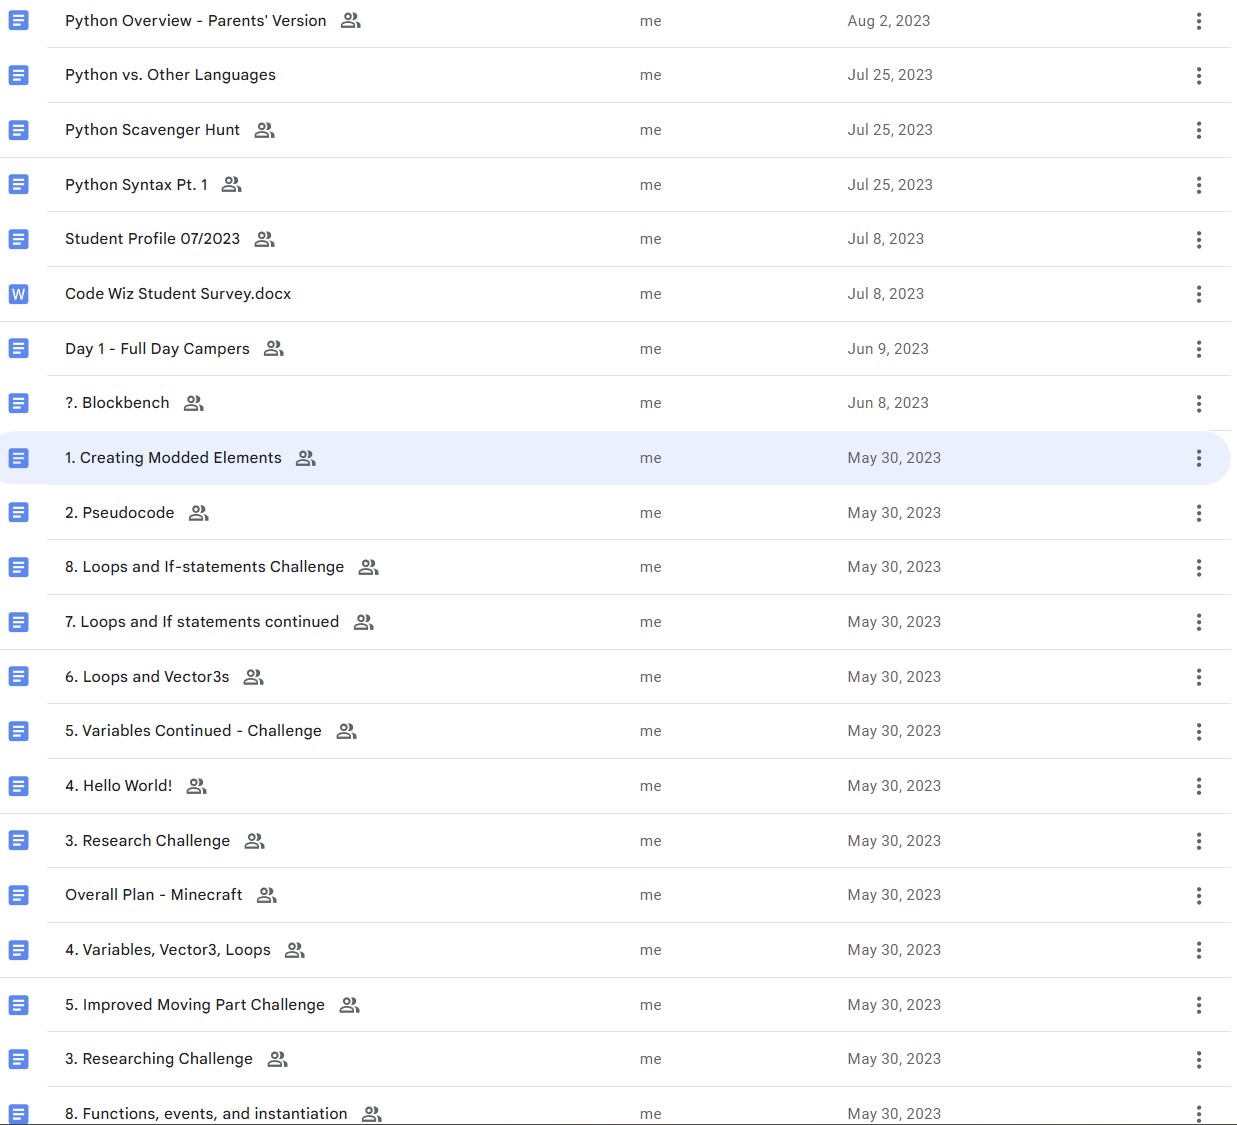 Python Overview - Parents' Version me Aug 2, 2023
Python vs. Other Languages me Jul 25, 2023
Python Scavenger Hunt me Jul 25, 2023
Python Syntax Pt. 1 me Jul 25, 2023
Student Profile 07/2023 me Jul 8, 2023
W Code Wiz Student Survey.docx me Jul 8, 2023
Day 1 - Full Day Campers me Jun 9, 2023
?. Blockbench me Jun 8, 2023
1. Creating Modded Elements me May 30, 2023
2. Pseudocode me May 30, 2023
8. Loops and If-statements Challenge me May 30, 2023
7. Loops and If statements continued me May 30, 2023
6. Loops and Vector3s me May 30, 2023
5. Variables Continued - Challenge me May 30, 2023
4. Hello World! me May 30, 2023
3. Research Challenge me May 30, 2023
Overall Plan - Minecraft me May 30, 2023
4. Variables, Vector3, Loops me May 30, 2023
5. Improved Moving Part Challenge me May 30, 2023
3. Researching Challenge me May 30, 2023
8. Functions, events, and instantiation me May 30, 2023